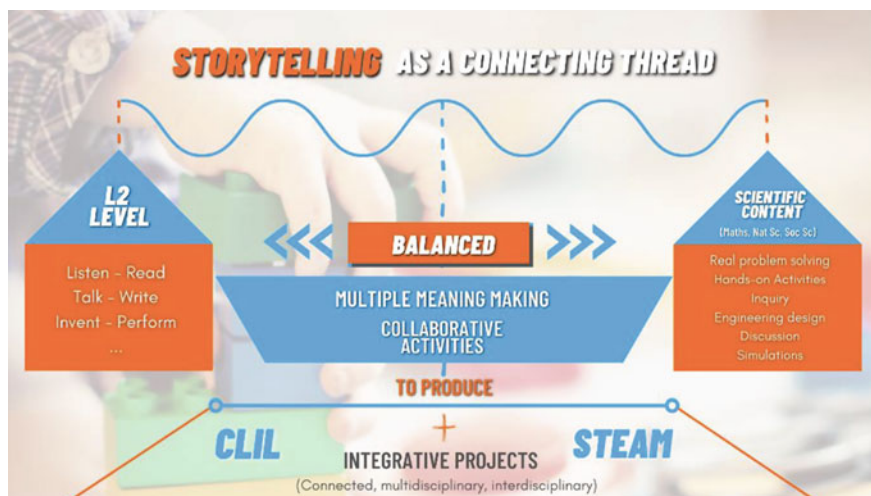 STORYTELLING AS A CONNECTING THREAD
L2
LEVEL
Listen - Read
Talk - Write
Invent - Perform
...
BALANCED
MULTIPLE MEANING MAKING
COLLABORATIVE
ACTIVITIES
SCIENTIFIC
CONTENT
(Maths, Nat Sc, Soc Sc)
Real problem solving
Hands-on Activities
Inquiry
Engineering design
Discussion
Simulations
TO PRODUCE
CLIL
+
STEAM
INTEGRATIVE PROJECTS
(Connected, multidisciplinary, interdisciplinary)